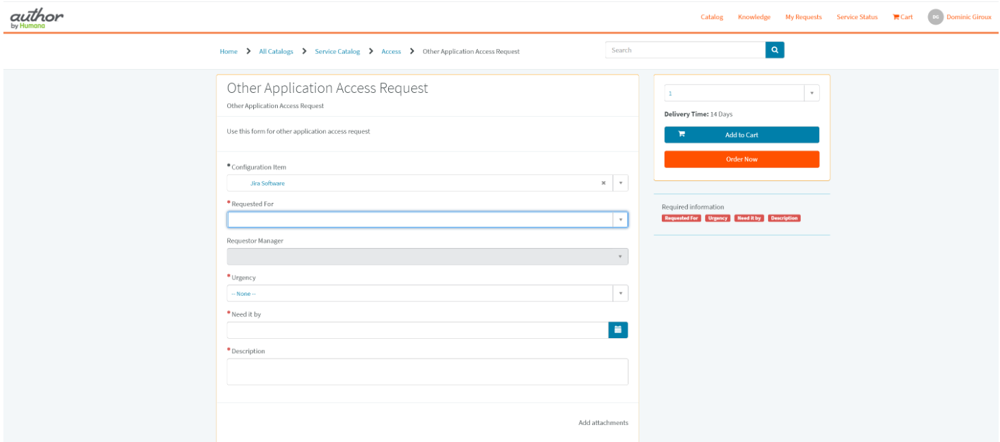 author
by Humana
Catalog Knowledge My Requests Service Status Cart DG Dominic Giroux
Home > All Catalogs > Service Catalog > Access > Other Application Access Request
Search
Other Application Access Request
Other Application Access Request
Use this form for other application access request
* Configuration Item
Jira Software
* Requested For
Requestor Manager
* Urgency
-- None --
* Need it by
* Description
Add attachments
1
Delivery Time: 14 Days
Add to Cart
Order Now
Required information
Requested For Urgency Need it by Description